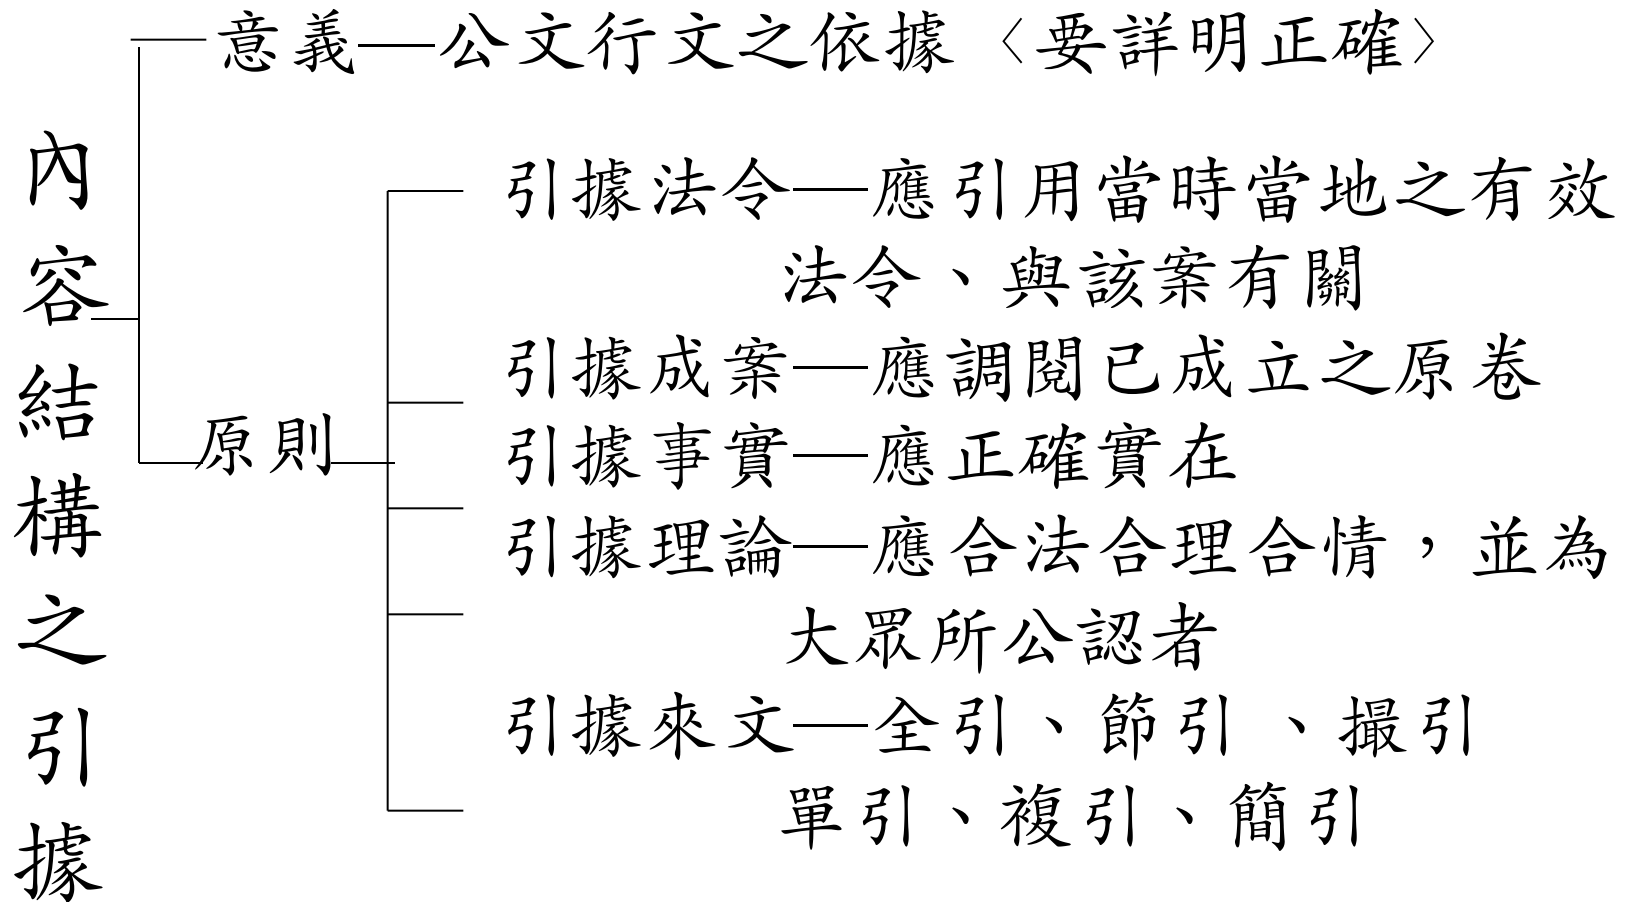 內容結構之引據
意義—公文行文之依據〈要詳明正確〉
原則
引據法令—應引用當時當地之有效
法令、與該案有關
引據成案—應調閱已成立之原卷
引據事實—應正確實在
引據理論—應合法合理合情，並為
大眾所公認者
引據來文—全引、節引、撮引
單引、複引、簡引